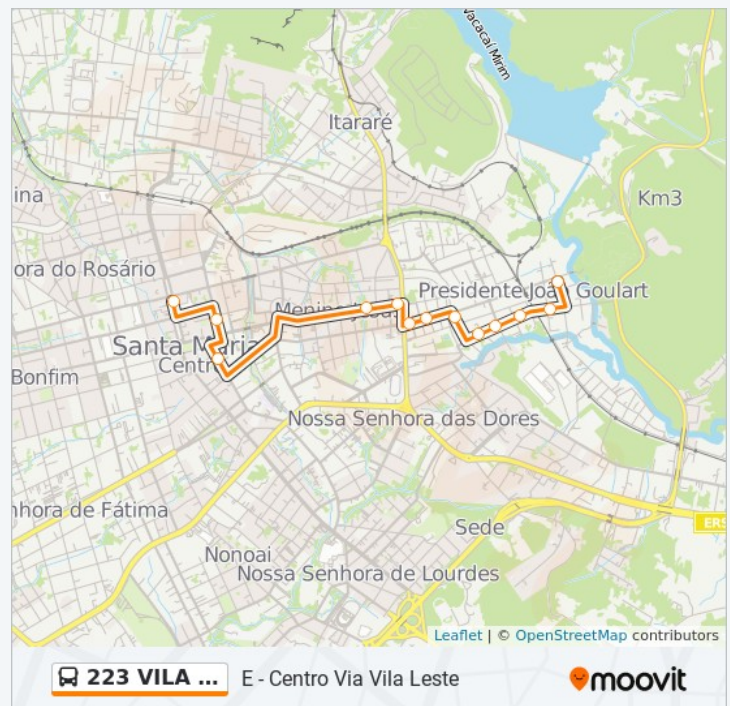 Vacacaí Mirim
Itararé
ina
Km3
ora do Rosário
Presidente João Goulart
Menino Jesus
Santa Maria
Centro
Bonfim
Nossa Senhora das Dores
nhora de Fátima
ERS
Sede
Nonoai
Nossa Senhora de Lourdes
Leaflet | © OpenStreetMap contributors
223 VILA ...
E - Centro Via Vila Leste
moovit